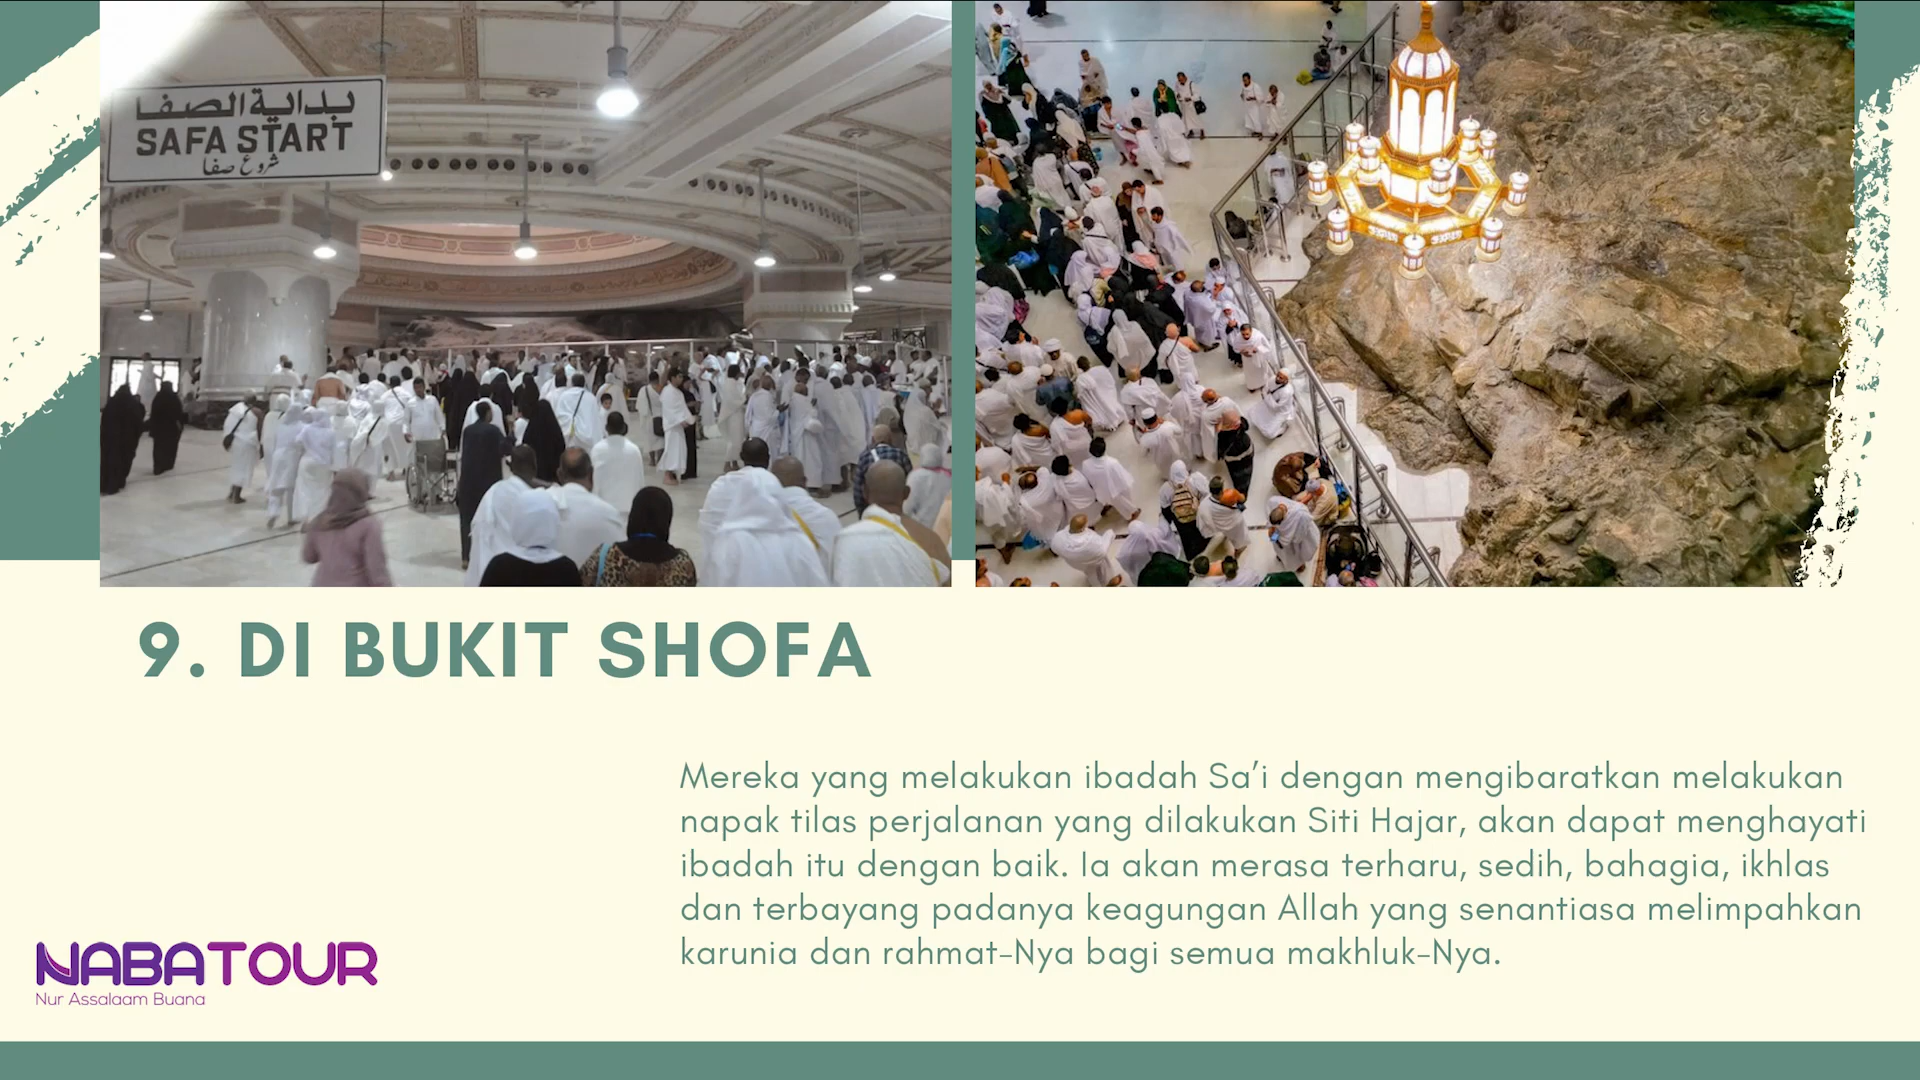 بداية الصفا
SAFA START
شروع صفا
9. DI BUKIT SHOFA
Mereka yang melakukan ibadah Sa’i dengan mengibaratkan melakukan
napak tilas perjalanan yang dilakukan Siti Hajar, akan dapat menghayati
ibadah itu dengan baik. Ia akan merasa terharu, sedih, bahagia, ikhlas
dan terbayang padanya keagungan Allah yang senantiasa melimpahkan
karunia dan rahmat-Nya bagi semua makhluk-Nya.
NABATOUR
Nur Assalaam Buana